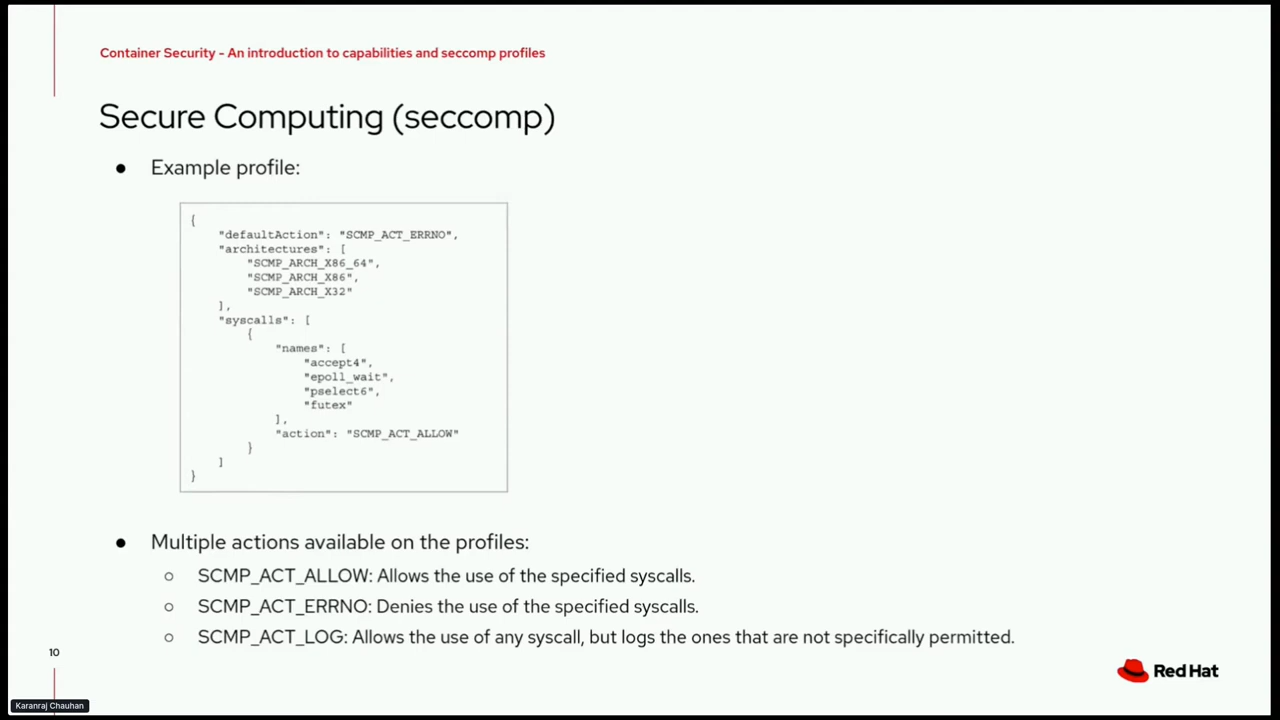 Container Security - An introduction to capabilities and seccomp profiles
Secure Computing (seccomp)
● Example profile:
{
    "defaultAction": "SCMP_ACT_ERRNO",
    "architectures": [
        "SCMP_ARCH_X86_64",
        "SCMP_ARCH_X86",
        "SCMP_ARCH_X32"
    ],
    "syscalls": [
        {
            "names": [
                "accept4",
                "epoll_wait",
                "pselect6",
                "futex"
            ],
            "action": "SCMP_ACT_ALLOW"
        }
    ]
}
● Multiple actions available on the profiles:
○ SCMP_ACT_ALLOW: Allows the use of the specified syscalls.
○ SCMP_ACT_ERRNO: Denies the use of the specified syscalls.
○ SCMP_ACT_LOG: Allows the use of any syscall, but logs the ones that are not specifically permitted.
10
Red Hat
Karanraj Chauhan